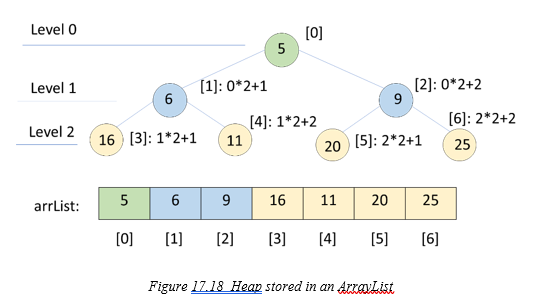 Level 0
5
[0]
Level 1
6
[1]: 0*2+1
9
[2]: 0*2+2
Level 2
16
[3]: 1*2+1
11
[4]: 1*2+2
20
[5]: 2*2+1
25
[6]: 2*2+2
arrList:
5 6 9 16 11 20 25
[0] [1] [2] [3] [4] [5] [6]
Figure 17.18 Heap stored in an ArrayList